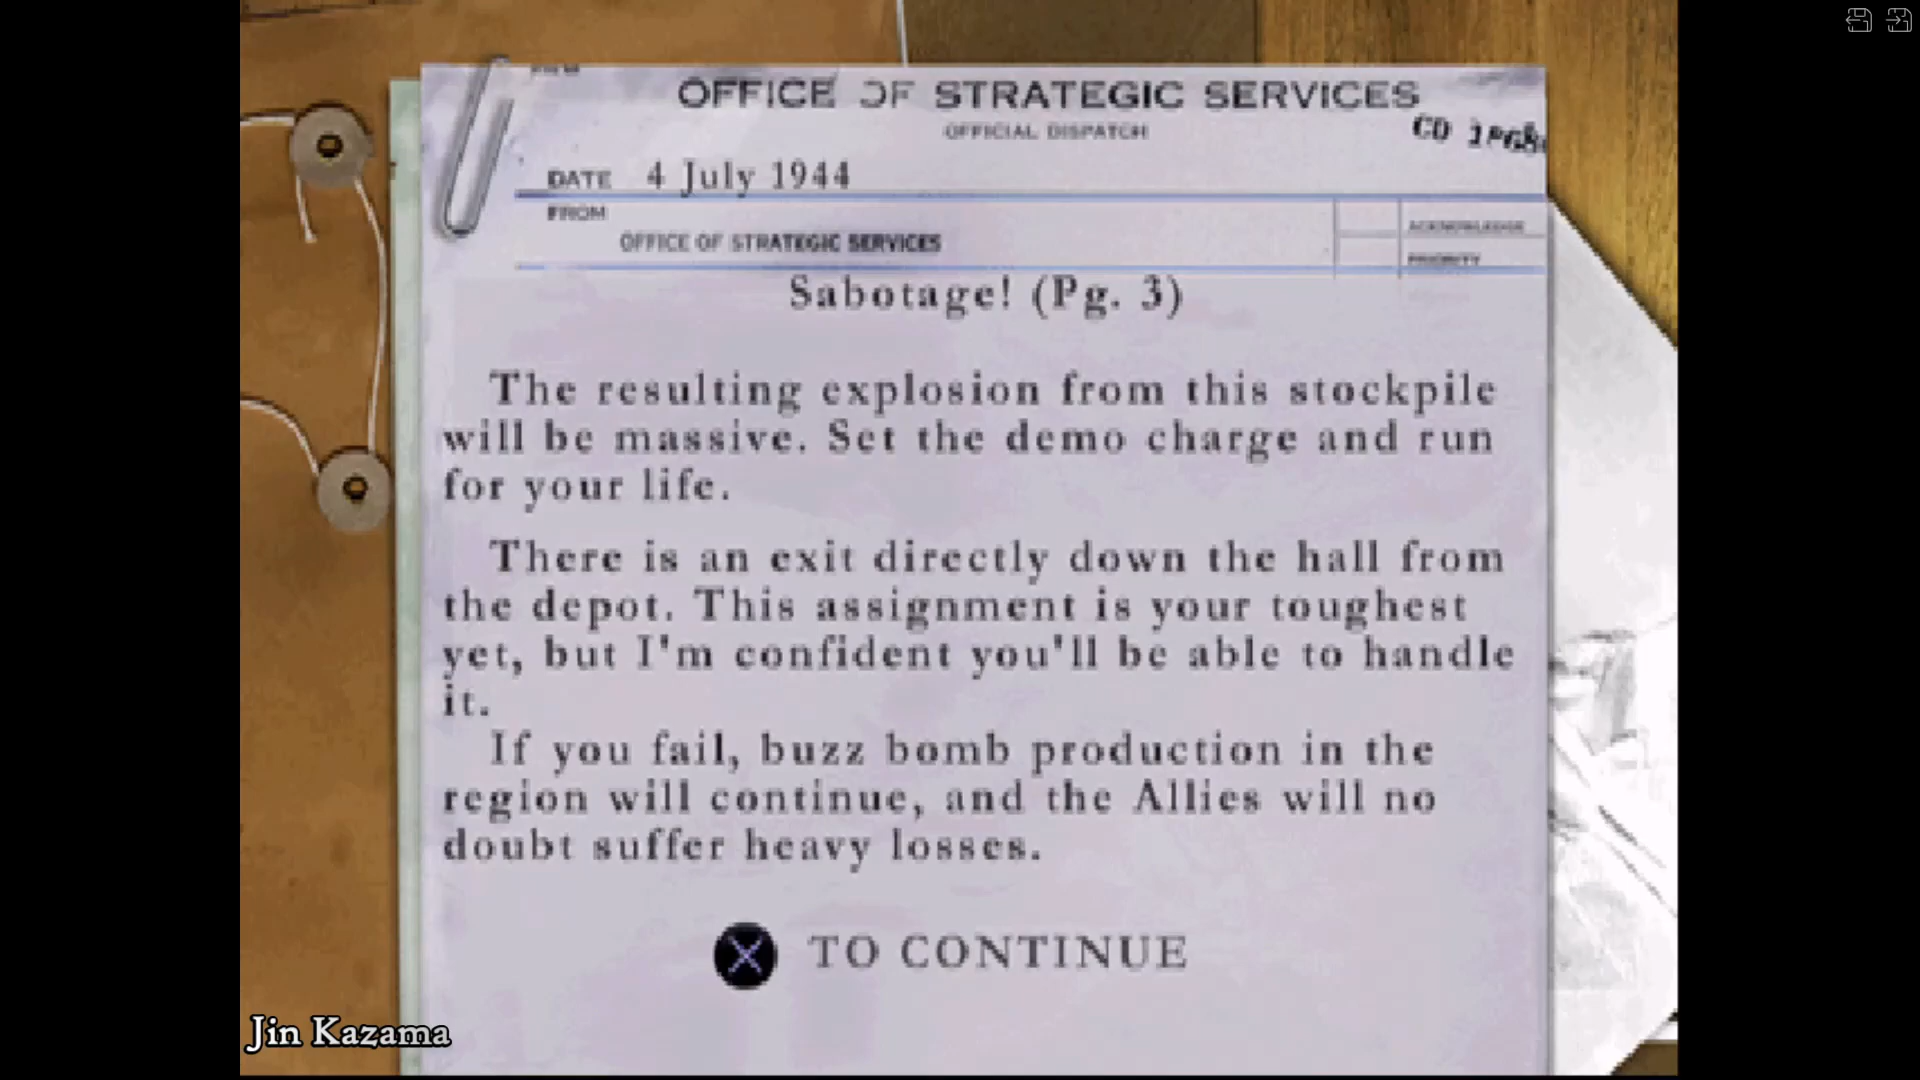 OFFICE OF STRATEGIC SERVICES
OFFICIAL DISPATCH
DATE 4 July 1944
FROM
ACKNOWLEDGE
OFFICE OF STRATEGIC SERVICES
PRIORITY
Sabotage! (Pg. 3)
The resulting explosion from this stockpile
will be massive. Set the demo charge and run
for your life.
There is an exit directly down the hall from
the depot. This assignment is your toughest
yet, but I'm confident you'll be able to handle
it.
If you fail, buzz bomb production in the
region will continue, and the Allies will no
doubt suffer heavy losses.
X TO CONTINUE
Jin Kazama